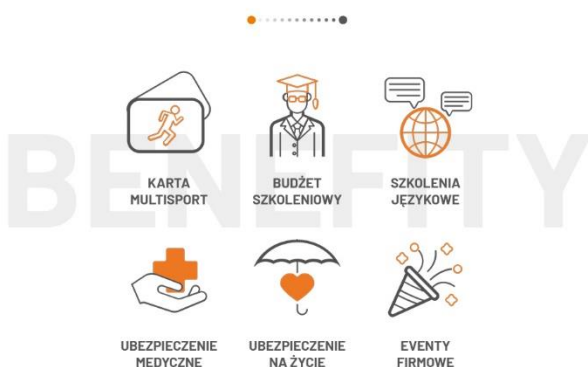 BENEFITY
KARTA
MULTISPORT
BUDŻET
SZKOLENIOWY
SZKOLENIA
JĘZYKOWE
UBEZPIECZENIE
MEDYCZNE
UBEZPIECZENIE
NA ŻYCIE
EVENTY
FIRMOWE